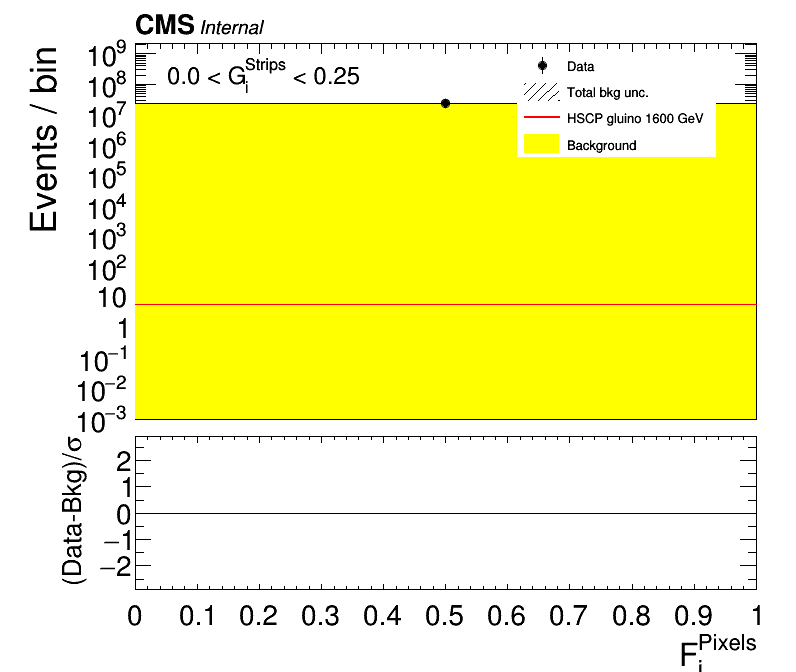 CMS Internal
0.0 < G_i^Strips < 0.25
Data
Total bkg unc.
HSCP gluino 1600 GeV
Background
Events / bin
10^9
10^8
10^7
10^6
10^5
10^4
10^3
10^2
10
1
10^−1
10^−2
10^−3
(Data-Bkg)/σ
2
1
0
−1
−2
0 0.1 0.2 0.3 0.4 0.5 0.6 0.7 0.8 0.9 1
F_i^Pixels